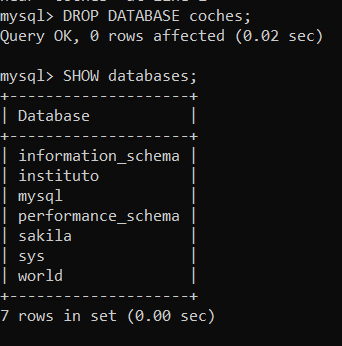 mysql> DROP DATABASE coches;
Query OK, 0 rows affected (0.02 sec)
mysql> SHOW databases;
+--------------------+
| Database           |
+--------------------+
| information_schema |
| instituto          |
| mysql              |
| performance_schema |
| sakila             |
| sys                |
| world              |
+--------------------+
7 rows in set (0.00 sec)